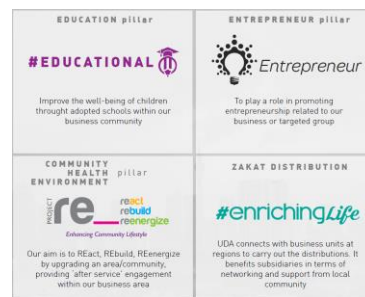 EDUCATION pillar
#EDUCATIONAL
Improve the well-being of children
throught adopted schools within our
business community
ENTREPRENEUR pillar
Entrepreneur
To play a role in promoting
entrepreneurship related to our
business or targeted group
COMMUNITY
HEALTH pillar
ENVIRONMENT
PROJECT
re_
react
rebuild
reenergize
Enhancing Community Lifestyle
Our aim is to REact, REbuild, REenergize
by upgrading an area/community,
providing 'after service' engagement
within our business area
ZAKAT DISTRIBUTION
#enrichingLife
UDA connects with business units at
regions to carry out the distributions. It
benefits subsidiaries in terms of
networking and support from local
community